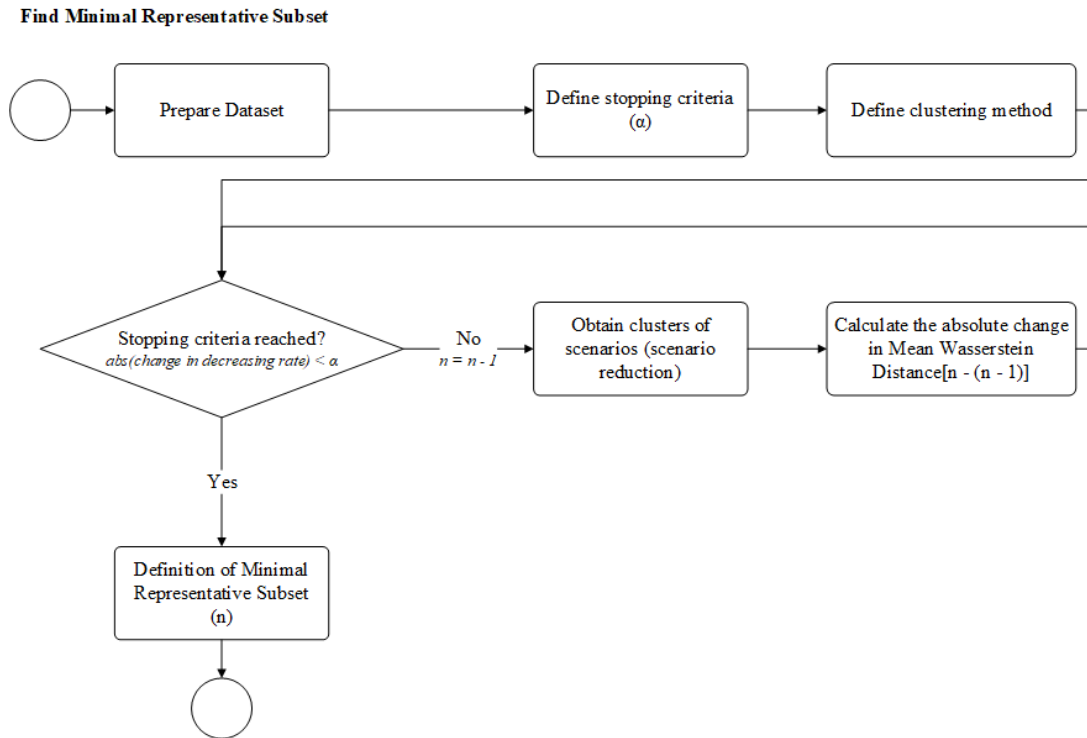 Find Minimal Representative Subset
Prepare Dataset
Define stopping criteria
(α)
Define clustering method
Stopping criteria reached?
abs(change in decreasing rate) < α
No
n = n - 1
Obtain clusters of
scenarios (scenario
reduction)
Calculate the absolute change
in Mean Wasserstein
Distance[n - (n - 1)]
Yes
Definition of Minimal
Representative Subset
(n)